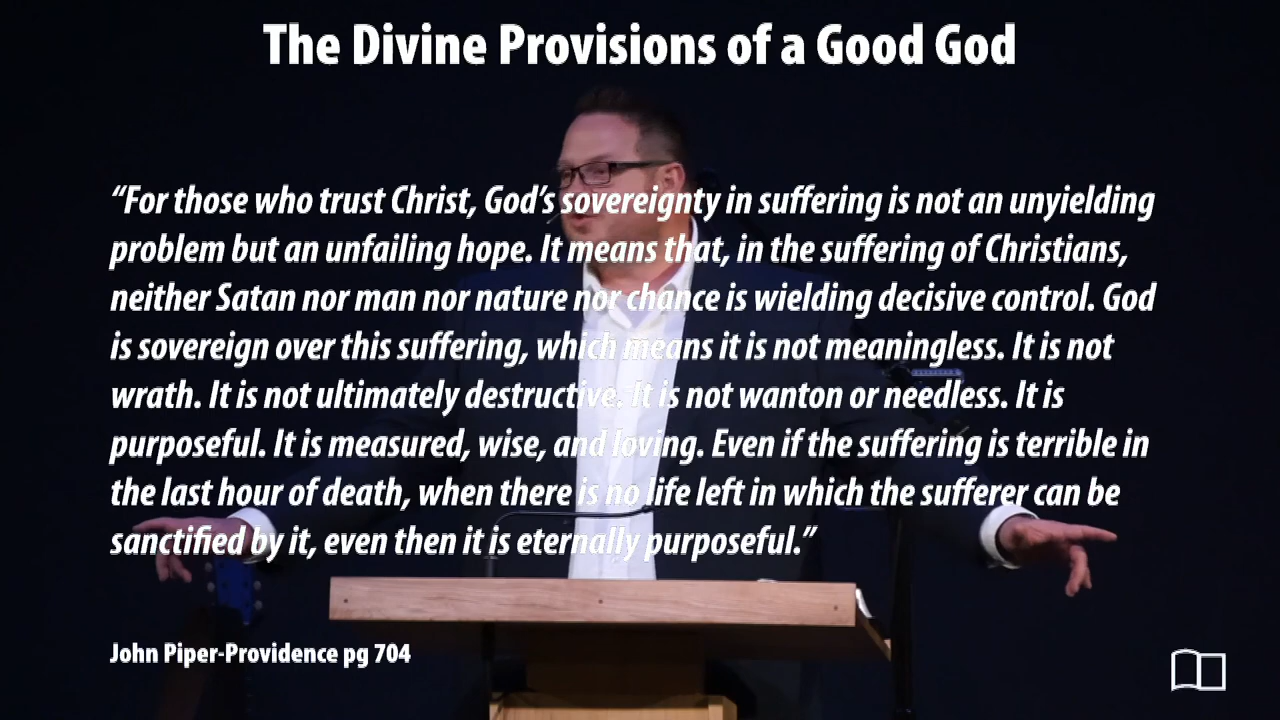 The Divine Provisions of a Good God
“For those who trust Christ, God’s sovereignty in suffering is not an unyielding
problem but an unfailing hope. It means that, in the suffering of Christians,
neither Satan nor man nor nature nor chance is wielding decisive control. God
is sovereign over this suffering, which means it is not meaningless. It is not
wrath. It is not ultimately destructive. It is not wanton or needless. It is
purposeful. It is measured, wise, and loving. Even if the suffering is terrible in
the last hour of death, when there is no life left in which the sufferer can be
sanctified by it, even then it is eternally purposeful.”
John Piper-Providence pg 704